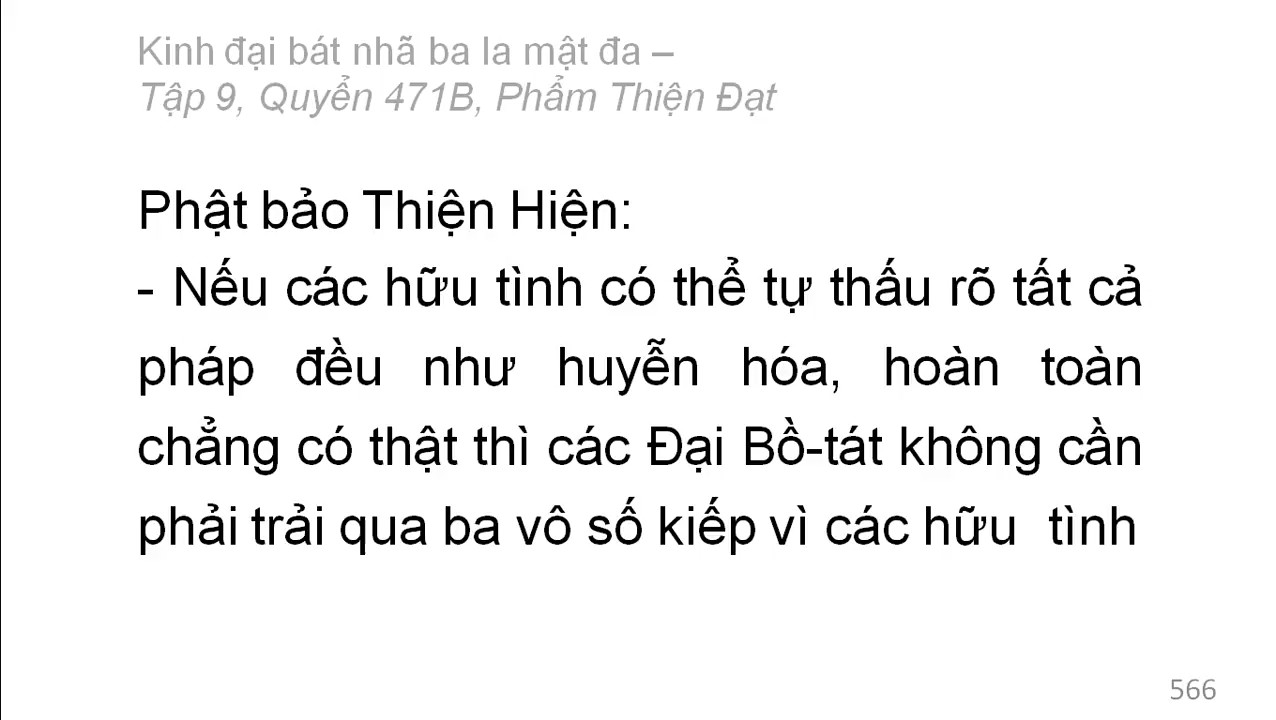 Kinh đại bát nhã ba la mật đa –
Tập 9, Quyển 471B, Phẩm Thiện Đạt
Phật bảo Thiện Hiện:
- Nếu các hữu tình có thể tự thấu rõ tất cả
pháp đều như huyễn hóa, hoàn toàn
chẳng có thật thì các Đại Bồ-tát không cần
phải trải qua ba vô số kiếp vì các hữu tình
566